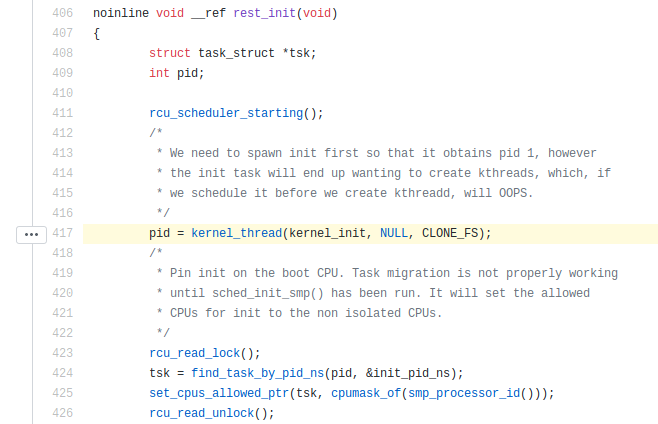 406 noinline void __ref rest_init(void)
407 {
408 struct task_struct *tsk;
409 int pid;
410
411 rcu_scheduler_starting();
412 /*
413 * We need to spawn init first so that it obtains pid 1, however
414 * the init task will end up wanting to create kthreads, which, if
415 * we schedule it before we create kthreadd, will OOPS.
416 */
417 pid = kernel_thread(kernel_init, NULL, CLONE_FS);
418 /*
419 * Pin init on the boot CPU. Task migration is not properly working
420 * until sched_init_smp() has been run. It will set the allowed
421 * CPUs for init to the non isolated CPUs.
422 */
423 rcu_read_lock();
424 tsk = find_task_by_pid_ns(pid, &init_pid_ns);
425 set_cpus_allowed_ptr(tsk, cpumask_of(smp_processor_id()));
426 rcu_read_unlock();